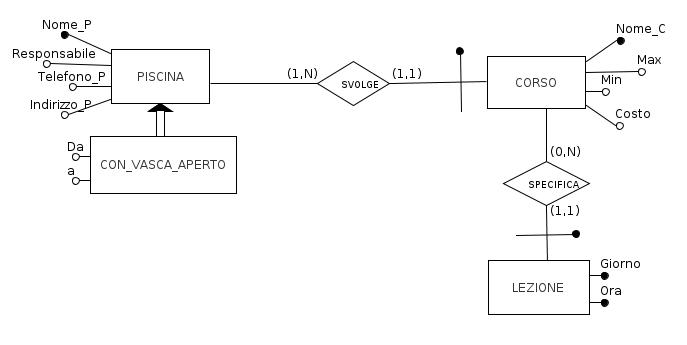 Nome_P
Responsabile
Telefono_P
Indirizzo_P
PISCINA
(1,N)
SVOLGE
(1,1)
CORSO
Nome_C
Max
Min
Costo
Da
a
CON_VASCA_APERTO
(0,N)
SPECIFICA
(1,1)
LEZIONE
Giorno
Ora